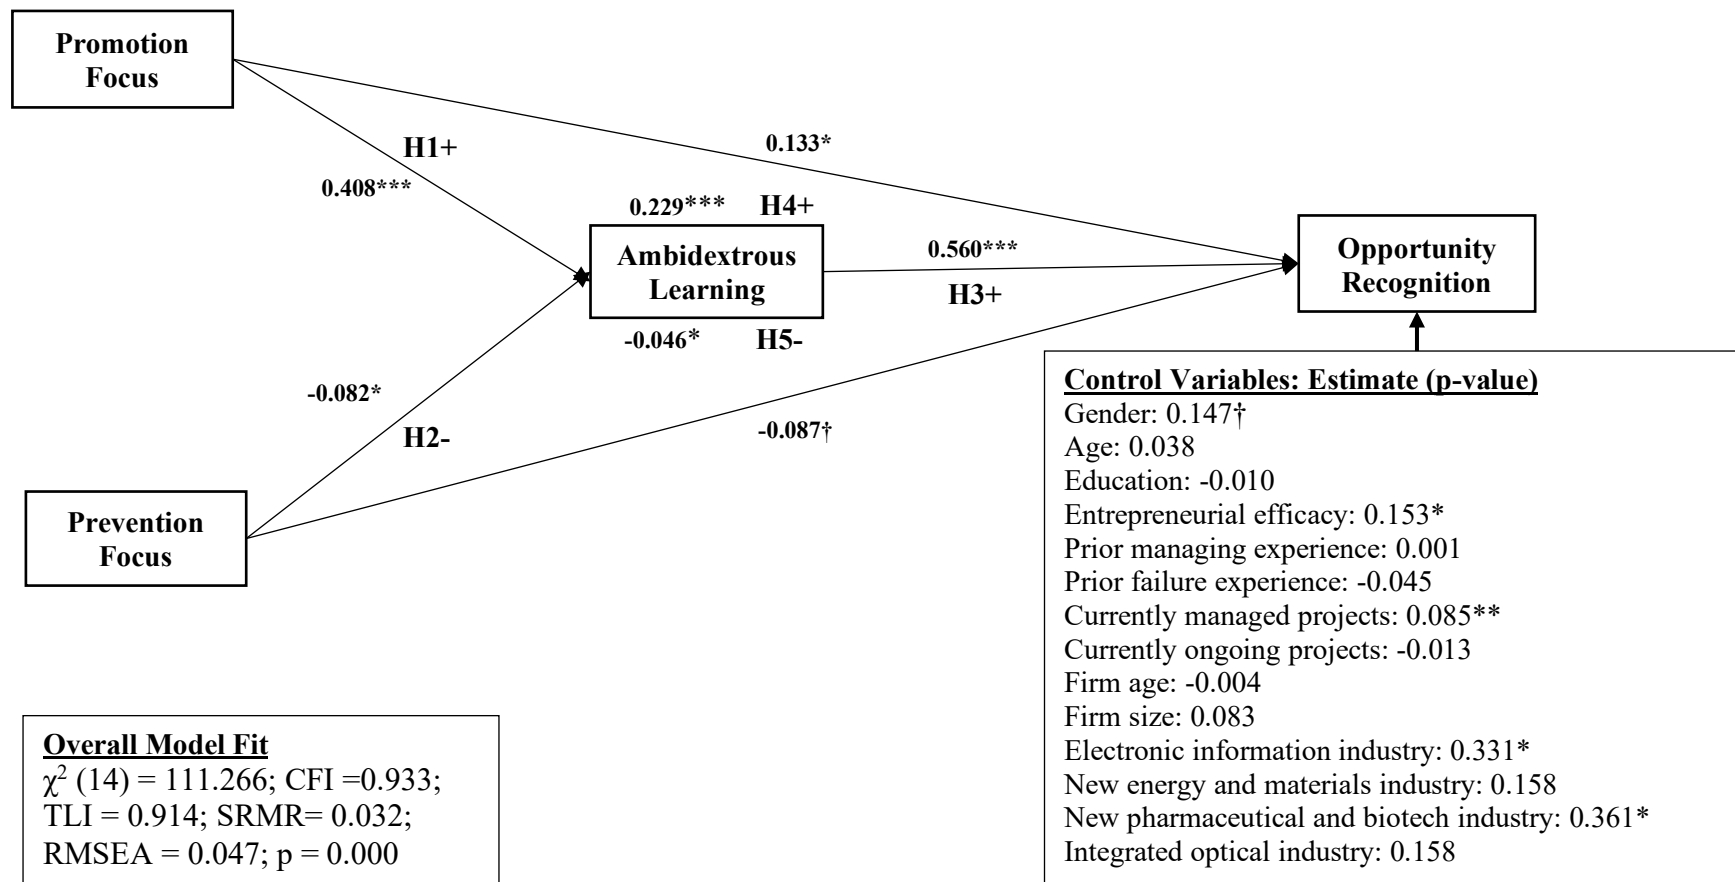 Promotion
Focus
H1+
0.408***
0.133*
0.229*** H4+
Ambidextrous
Learning
-0.046* H5-
0.560***
H3+
Opportunity
Recognition
-0.082*
H2-
-0.087†
Prevention
Focus
Control Variables: Estimate (p-value)
Gender: 0.147†
Age: 0.038
Education: -0.010
Entrepreneurial efficacy: 0.153*
Prior managing experience: 0.001
Prior failure experience: -0.045
Currently managed projects: 0.085**
Currently ongoing projects: -0.013
Firm age: -0.004
Firm size: 0.083
Electronic information industry: 0.331*
New energy and materials industry: 0.158
New pharmaceutical and biotech industry: 0.361*
Integrated optical industry: 0.158
Overall Model Fit
χ² (14) = 111.266; CFI =0.933;
TLI = 0.914; SRMR= 0.032;
RMSEA = 0.047; p = 0.000